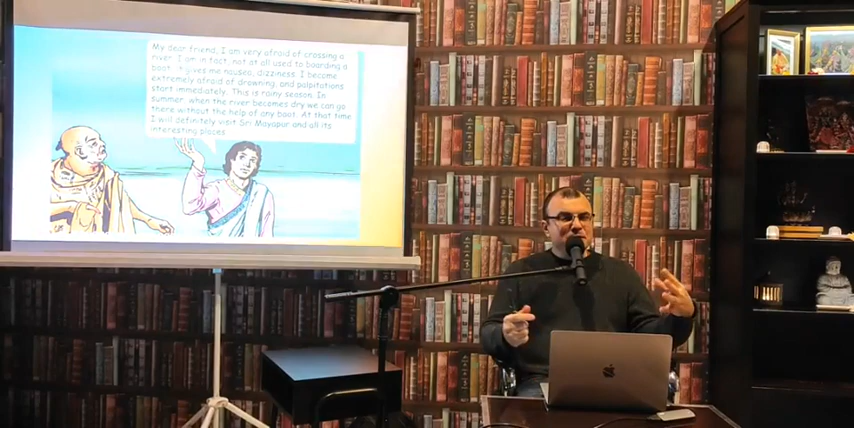 My dear friend, I am very afraid of crossing a
river. I am in fact, not at all used to boarding a
boat. It gives me nausea, dizziness. I become
extremely afraid of drowning, and palpitations
start immediately. This is rainy season. In
summer, when the river becomes dry we can go
there without the help of any boat. At that time
I will definitely visit Sri Mayapur and all its
interesting places.